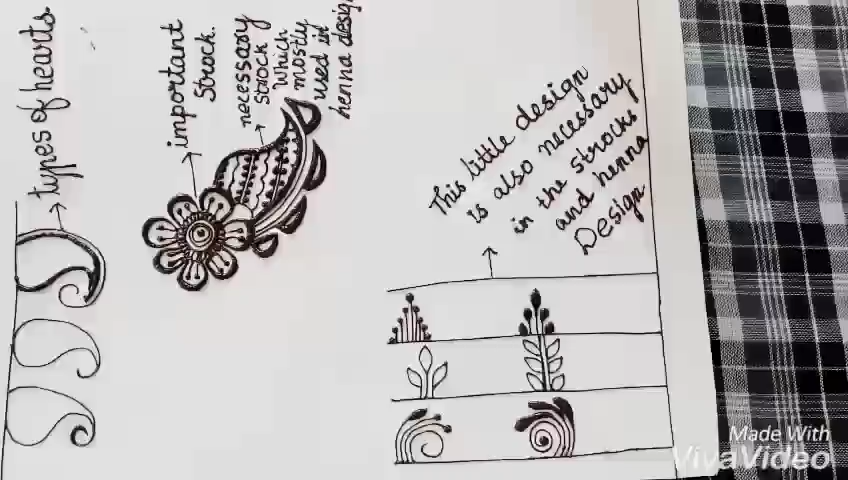 types of hearts
important
strock.
necessary
strock
which
mostly
used in
henna design
This little design
is also necessary
in the strocks
and henna
Design
Made With
VivaVideo